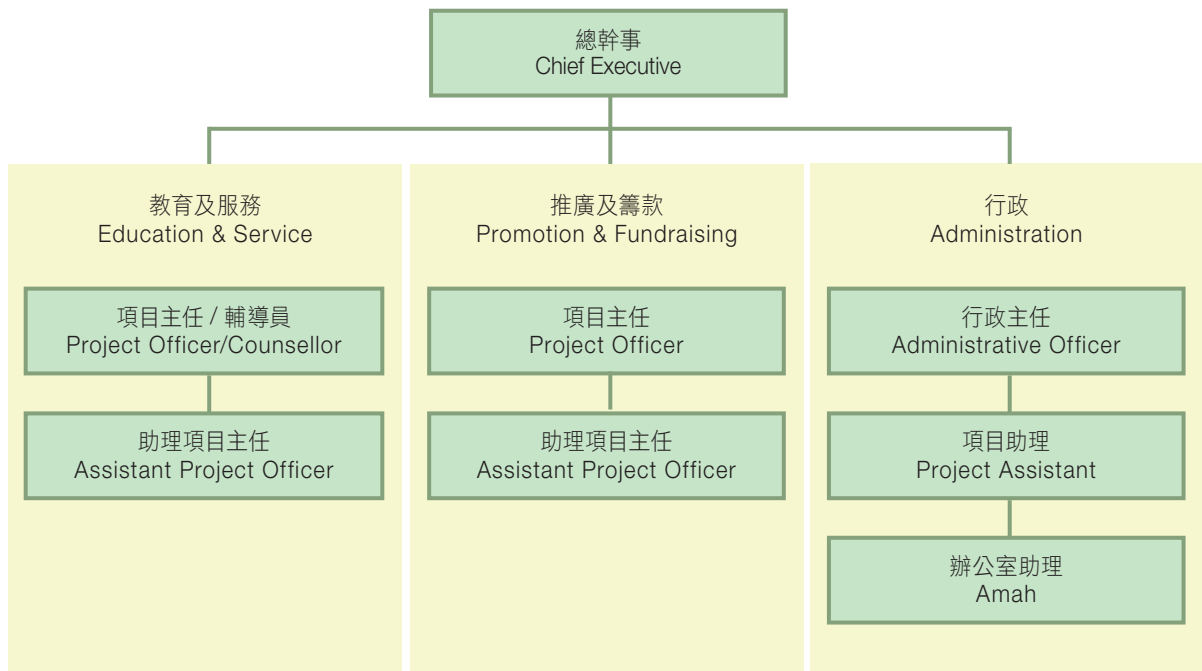 總幹事
Chief Executive
教育及服務
Education & Service
項目主任 / 輔導員
Project Officer/Counsellor
助理項目主任
Assistant Project Officer
推廣及籌款
Promotion & Fundraising
項目主任
Project Officer
助理項目主任
Assistant Project Officer
行政
Administration
行政主任
Administrative Officer
項目助理
Project Assistant
辦公室助理
Amah